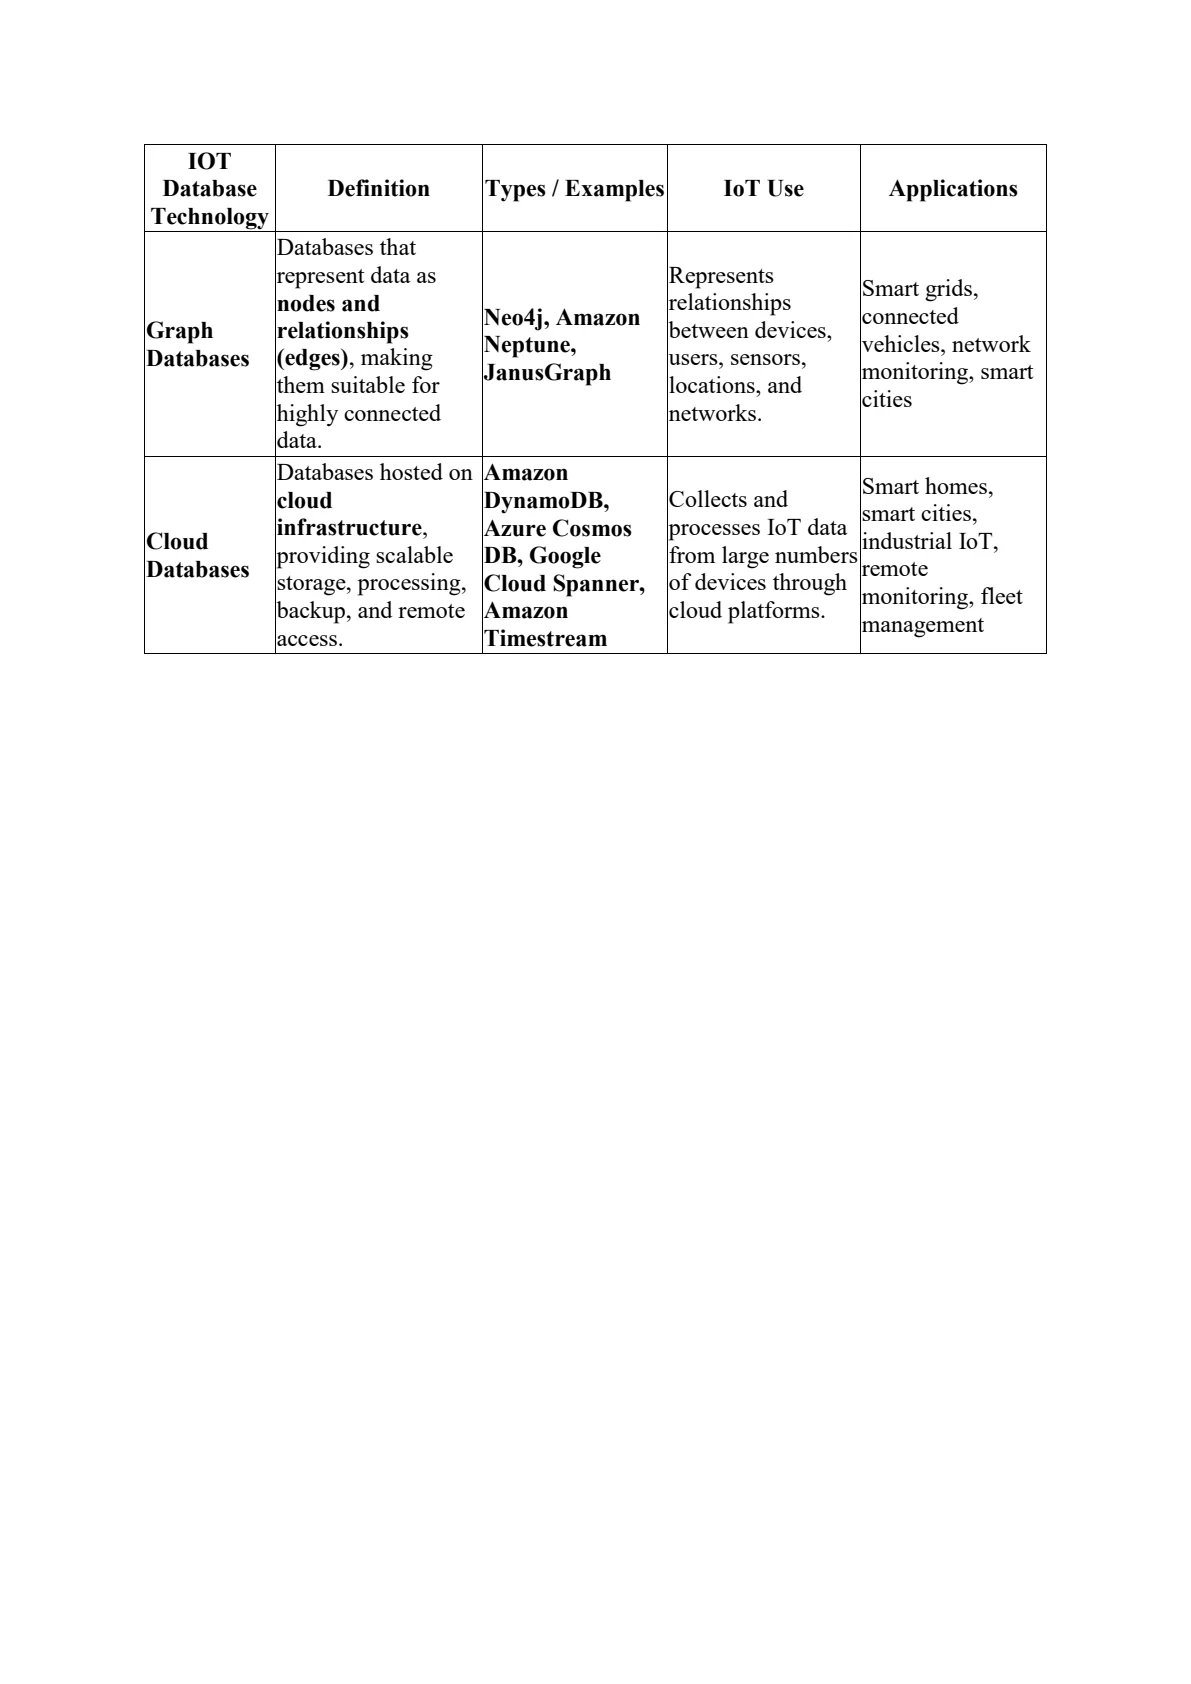 IOT
Database
Technology
Definition
Types / Examples
IoT Use
Applications
Graph
Databases
Databases that
represent data as
nodes and
relationships
(edges), making
them suitable for
highly connected
data.
Neo4j, Amazon
Neptune,
JanusGraph
Represents
relationships
between devices,
users, sensors,
locations, and
networks.
Smart grids,
connected
vehicles, network
monitoring, smart
cities
Cloud
Databases
Databases hosted on
cloud
infrastructure,
providing scalable
storage, processing,
backup, and remote
access.
Amazon
DynamoDB,
Azure Cosmos
DB, Google
Cloud Spanner,
Amazon
Timestream
Collects and
processes IoT data
from large numbers
of devices through
cloud platforms.
Smart homes,
smart cities,
industrial IoT,
remote
monitoring, fleet
management